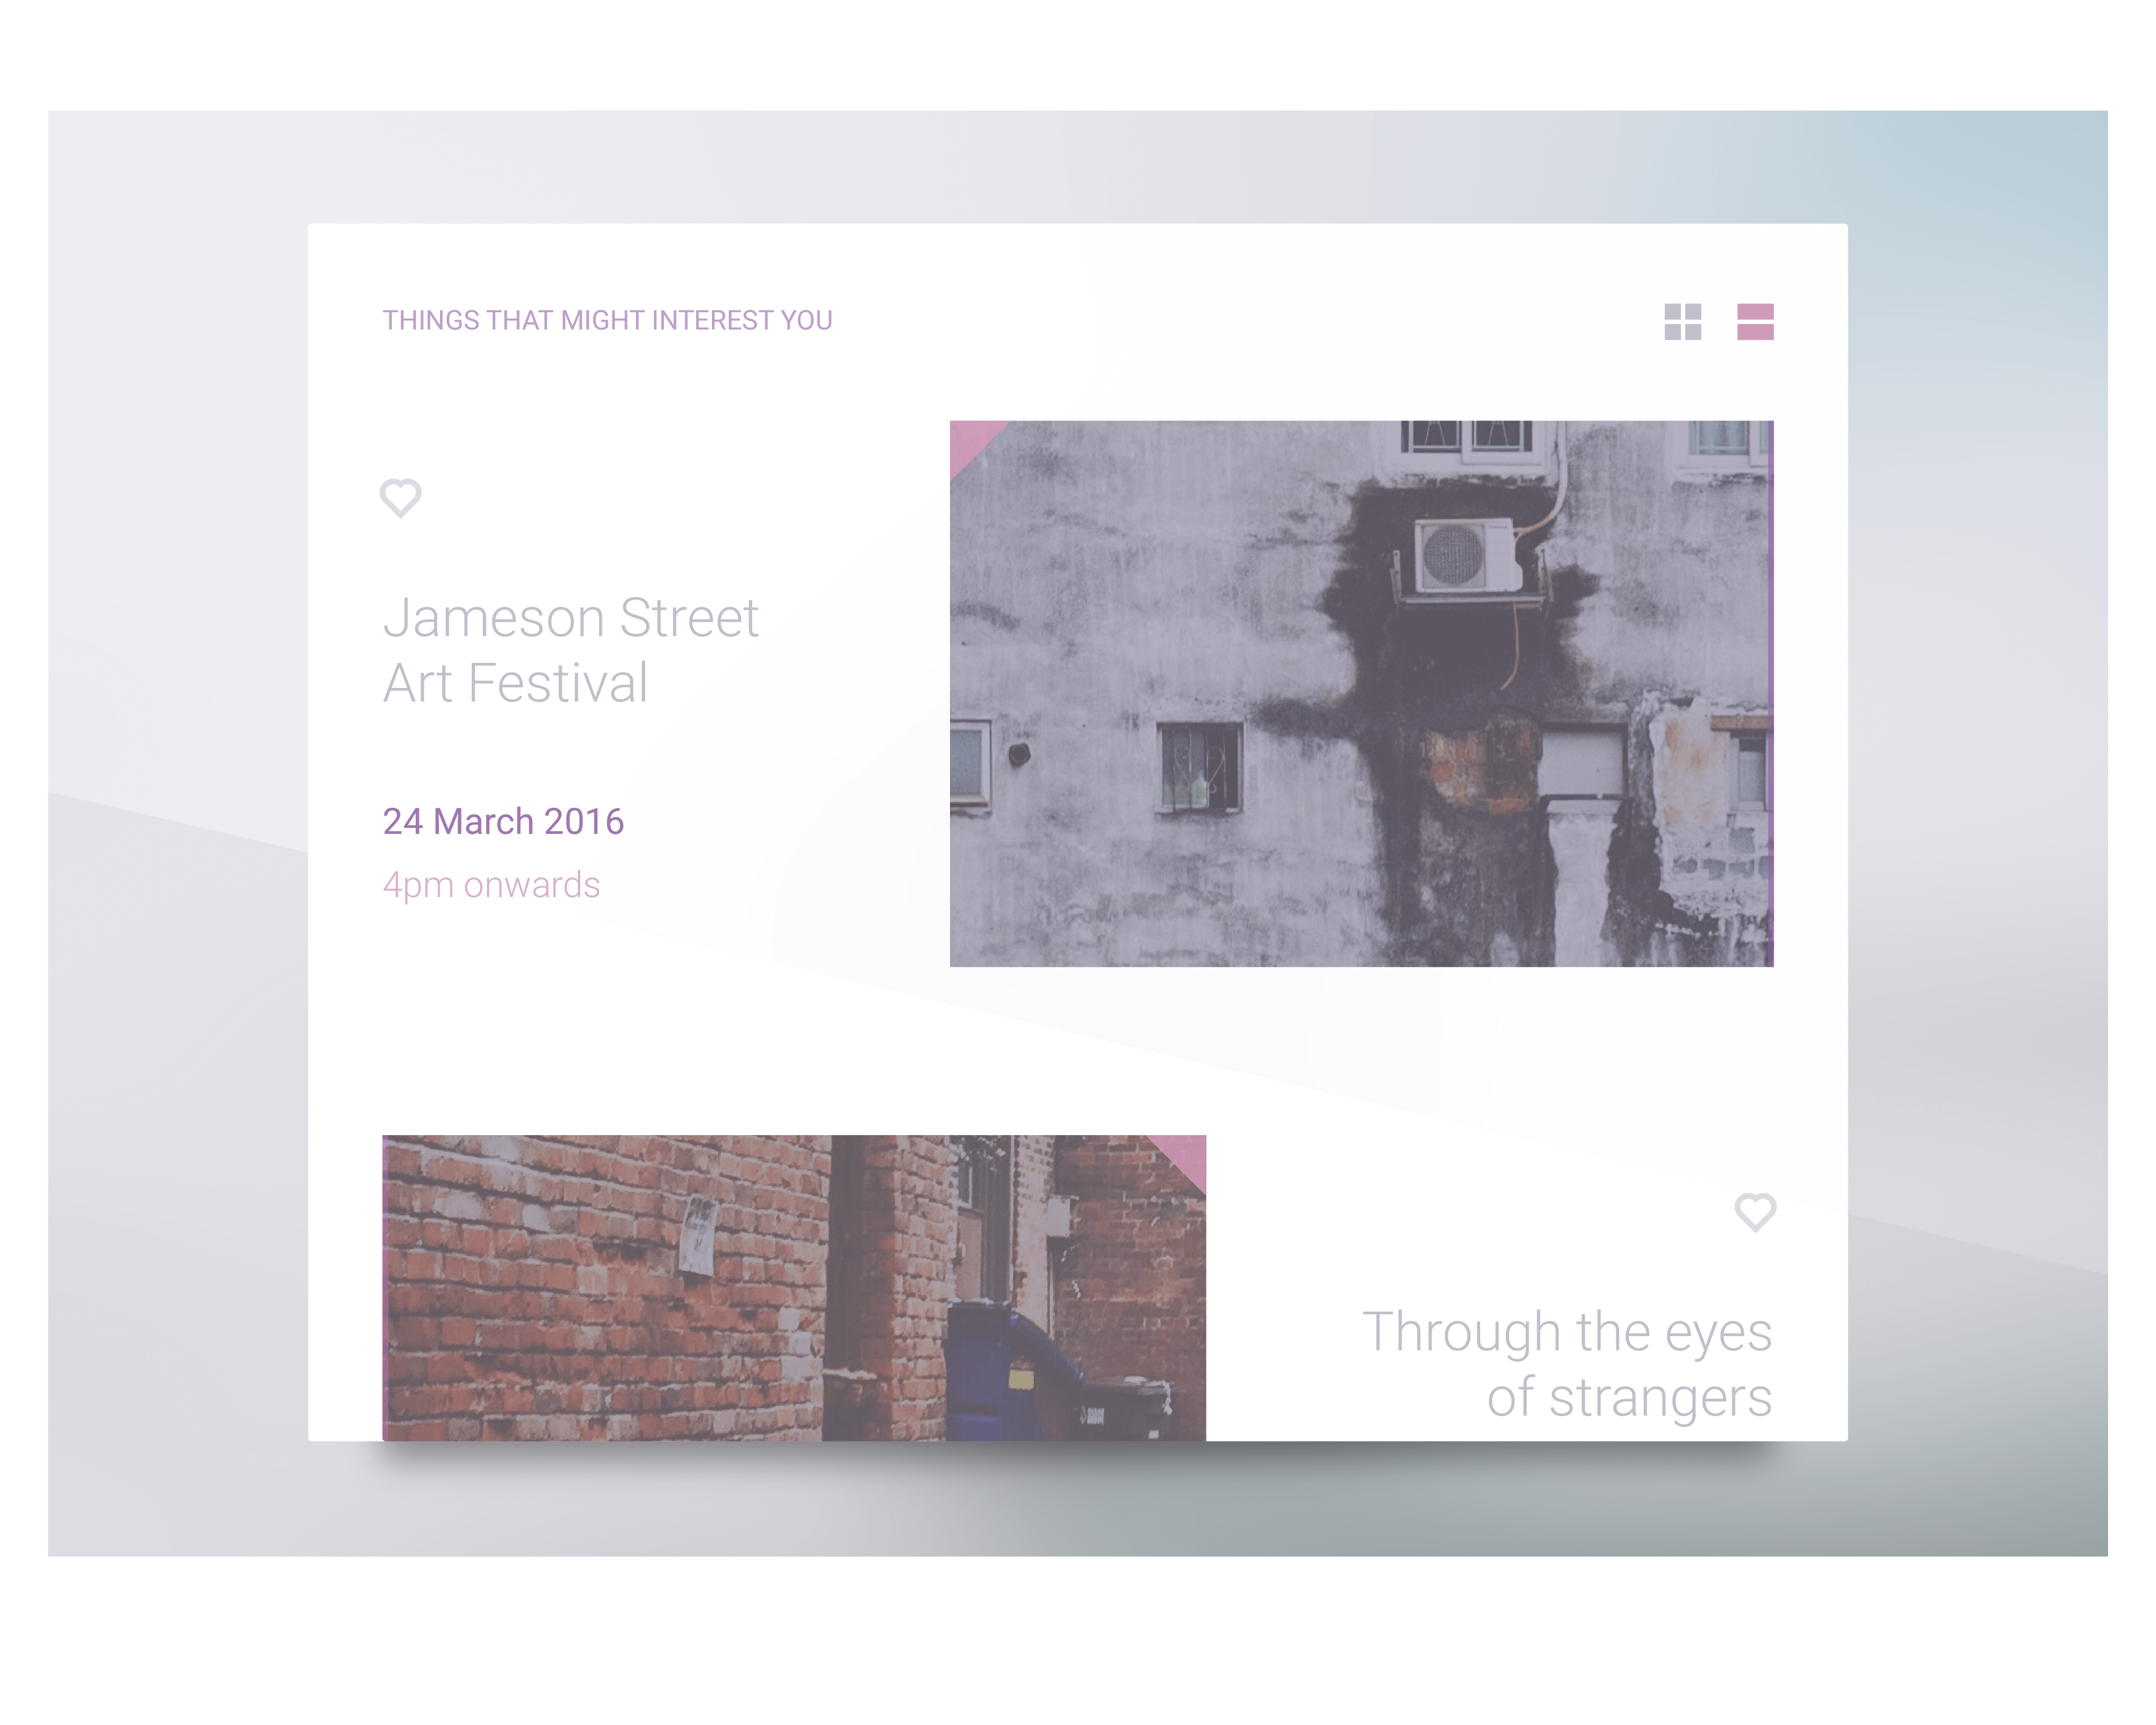 THINGS THAT MIGHT INTEREST YOU
Jameson Street
Art Festival
24 March 2016
4pm onwards
Through the eyes
of strangers